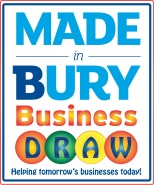 MADE
in
BURY
Business
DRAW
Helping tomorrow's businesses today!